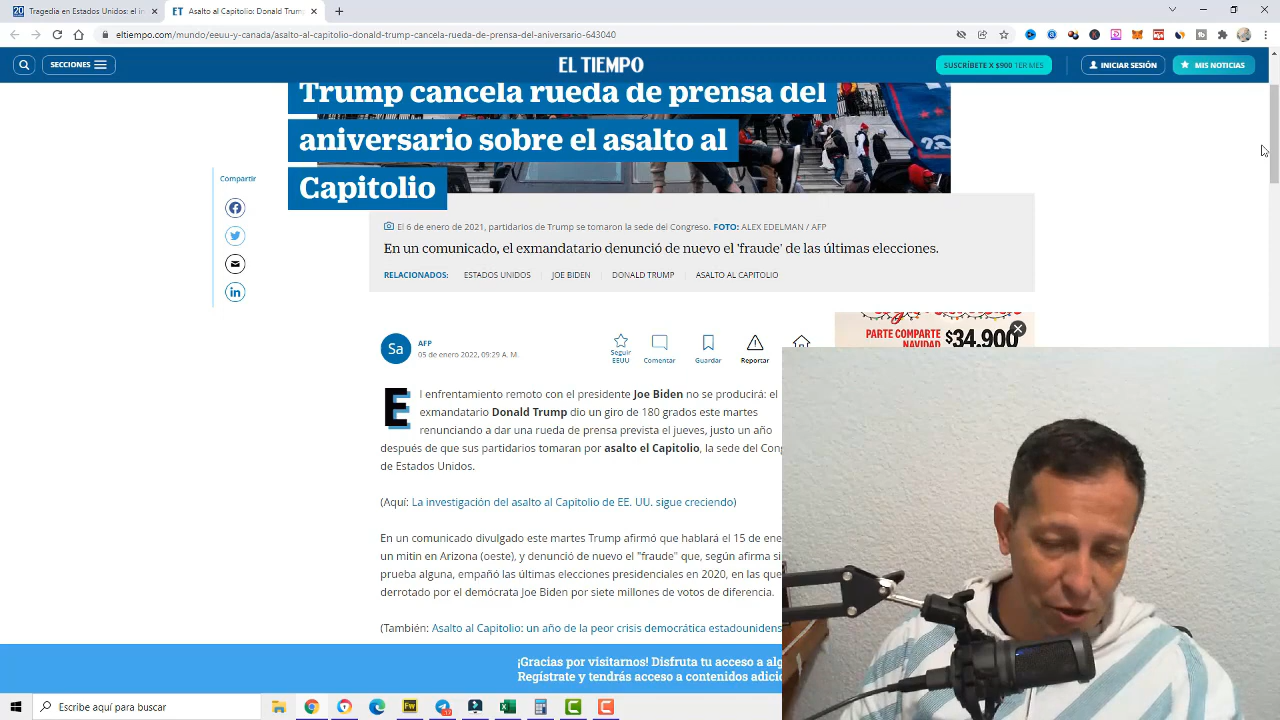 Tragedia en Estados Unidos: el in
Asalto al Capitolio: Donald Trum
eltiempo.com/mundo/eeuu-y-canada/asalto-al-capitolio-donald-trump-cancela-rueda-de-prensa-del-aniversario-643040
SECCIONES
EL TIEMPO
SUSCRÍBETE X $900 1ER MES
INICIAR SESIÓN
MIS NOTICIAS
Trump cancela rueda de prensa del
aniversario sobre el asalto al
Capitolio
Compartir
El 6 de enero de 2021, partidarios de Trump se tomaron la sede del Congreso. FOTO: ALEX EDELMAN / AFP
En un comunicado, el exmandatario denunció de nuevo el 'fraude' de las últimas elecciones.
RELACIONADOS: ESTADOS UNIDOS JOE BIDEN DONALD TRUMP ASALTO AL CAPITOLIO
PARTE COMPARTE
NAVIDAD $34.900
Sa
AFP
05 de enero 2022, 09:29 A. M.
Seguir
EEUU
Comentar
Guardar
Reportar
El enfrentamiento remoto con el presidente Joe Biden no se producirá: el
exmandatario Donald Trump dio un giro de 180 grados este martes
renunciando a dar una rueda de prensa prevista el jueves, justo un año
después de que sus partidarios tomaran por asalto el Capitolio, la sede del Cong
de Estados Unidos.
(Aquí: La investigación del asalto al Capitolio de EE. UU. sigue creciendo)
En un comunicado divulgado este martes Trump afirmó que hablará el 15 de ene
un mitin en Arizona (oeste), y denunció de nuevo el "fraude" que, según afirma si
prueba alguna, empañó las últimas elecciones presidenciales en 2020, en las que
derrotado por el demócrata Joe Biden por siete millones de votos de diferencia.
(También: Asalto al Capitolio: un año de la peor crisis democrática estadounidens
¡Gracias por visitarnos! Disfruta tu acceso a alg
Regístrate y tendrás acceso a contenidos adicio
Escribe aquí para buscar